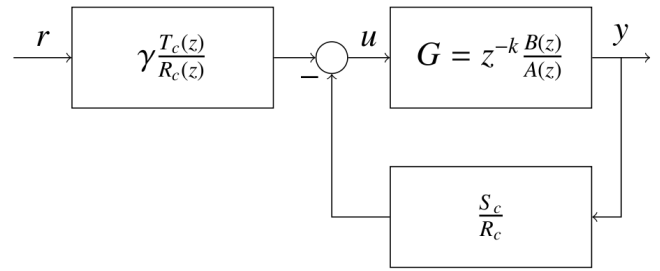 r
γ T_c(z)/R_c(z)
−
u
G = z^{-k} B(z)/A(z)
y
S_c/R_c